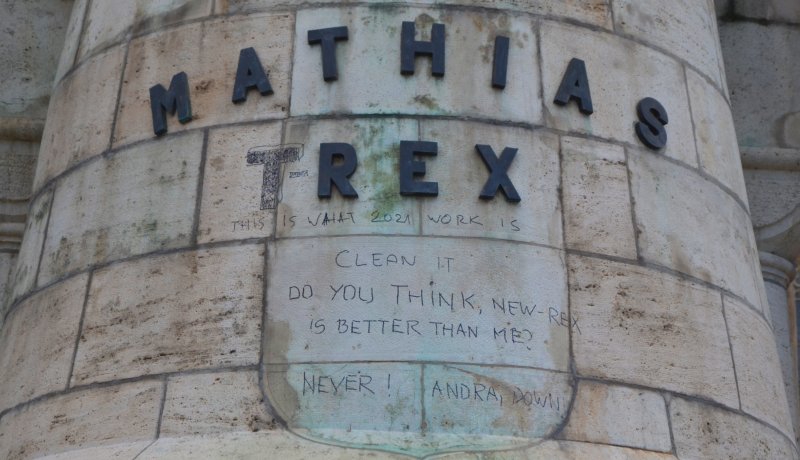 MATHIAS
T-REX
THIS IS WHAT 2021 WORK IS
CLEAN IT
DO YOU THINK, NEW-REX
IS BETTER THAN ME?
NEVER! ANDRA, DOWN!